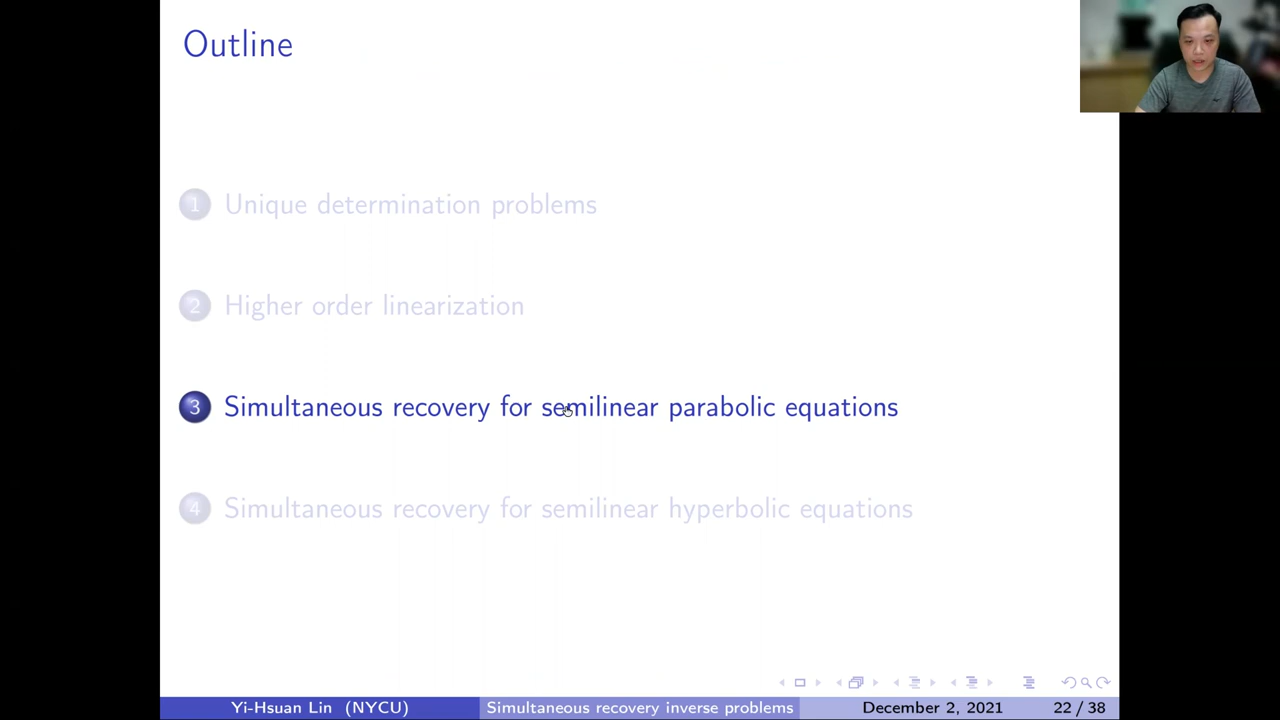 Outline
1 Unique determination problems
2 Higher order linearization
3 Simultaneous recovery for semilinear parabolic equations
4 Simultaneous recovery for semilinear hyperbolic equations
Yi-Hsuan Lin (NYCU) Simultaneous recovery inverse problems December 2, 2021 22 / 38